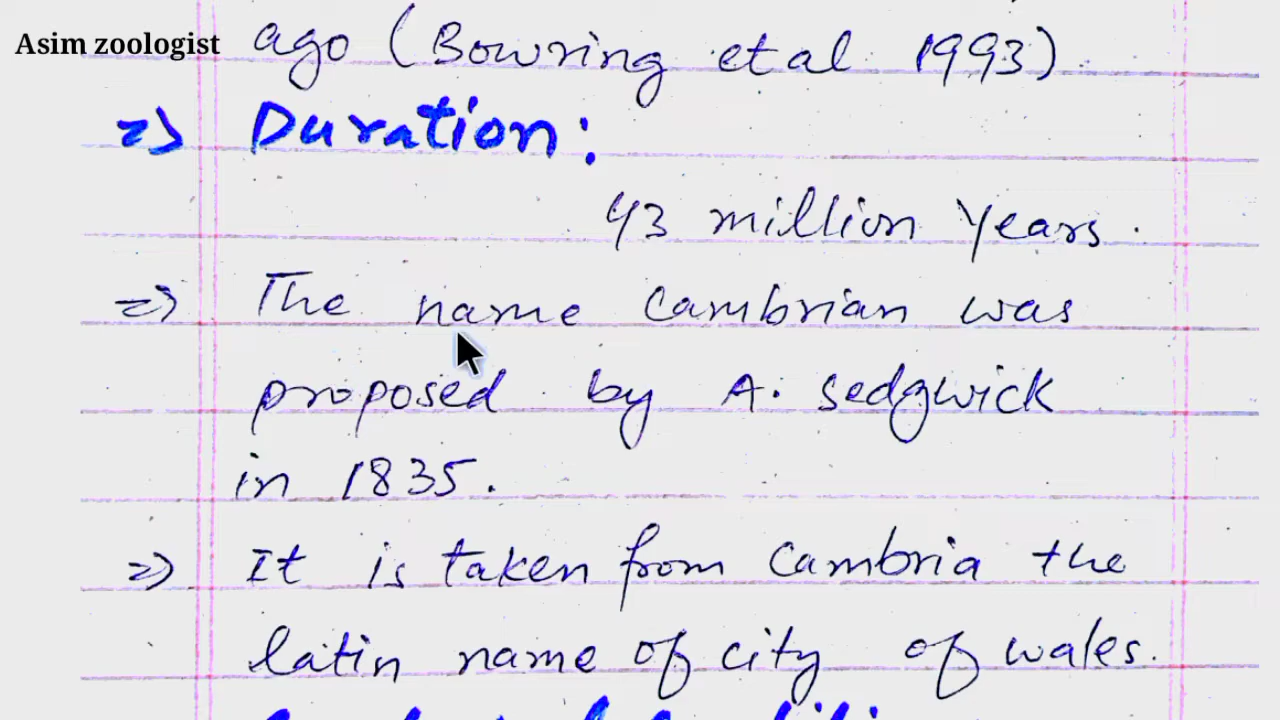 Asim zoologist
ago (Bowring et al 1993).
=> Duration:
43 million Years.
=> The name Cambrian was
proposed by A. Sedgwick
in 1835.
=> It is taken from Cambria the
latin name of city of wales.